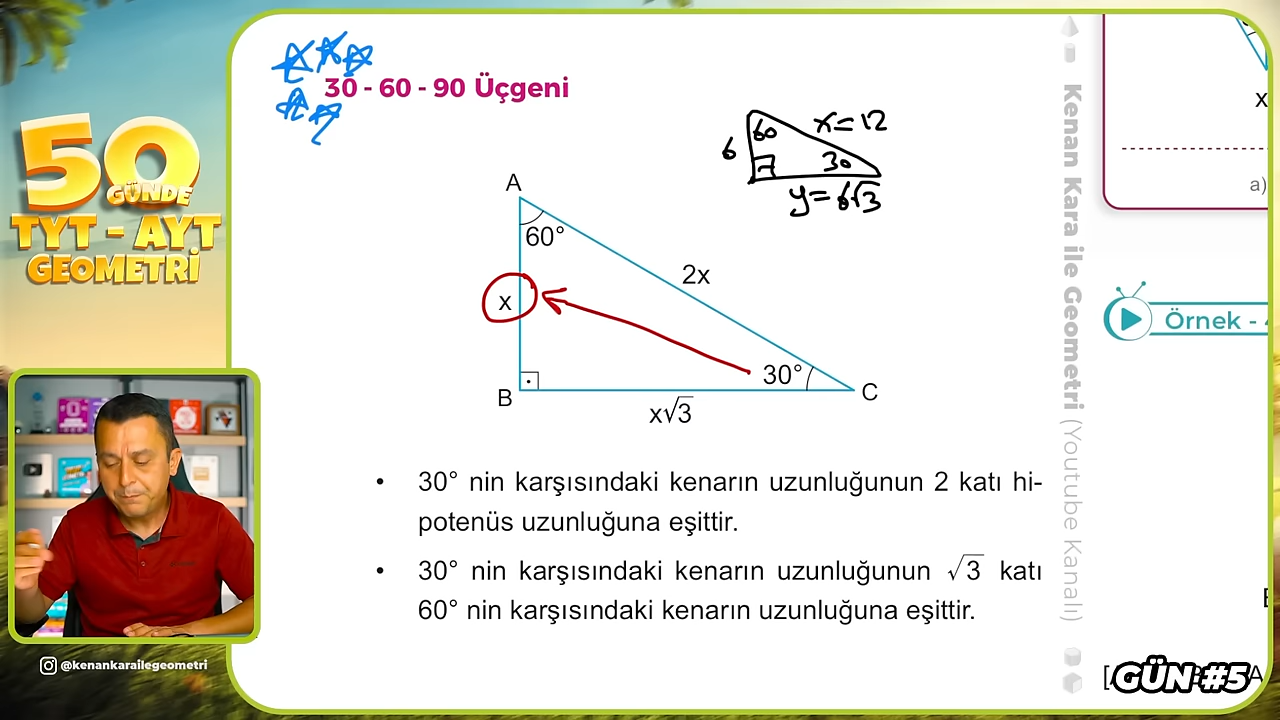 50
GÜNDE
TYT - AYT
GEOMETRİ
30 - 60 - 90 Üçgeni
60
x=12
6
30
y=6√3
A
60°
2x
x
30°
B
C
x√3
• 30° nin karşısındaki kenarın uzunluğunun 2 katı hi-
potenüs uzunluğuna eşittir.
• 30° nin karşısındaki kenarın uzunluğunun √3 katı
60° nin karşısındaki kenarın uzunluğuna eşittir.
Kenan Kara ile Geometri (Youtube Kanalı)
x
a)
Örnek -
@kenankarailegeometri
GÜN #5